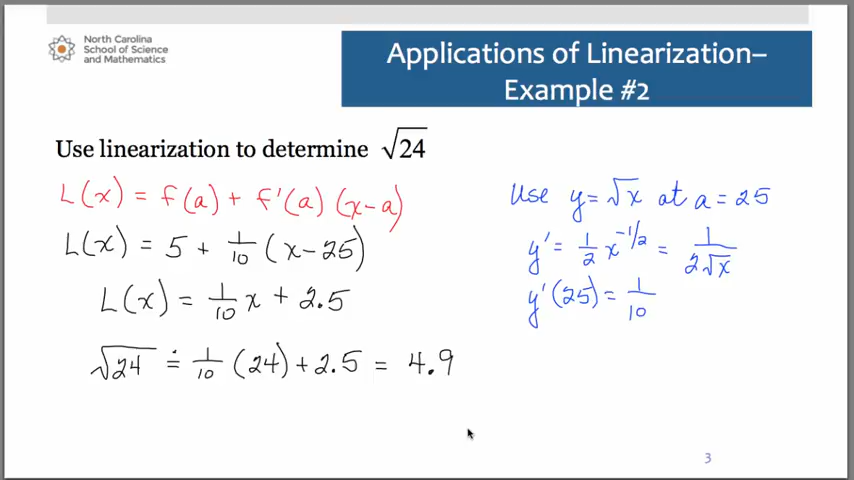 North Carolina
School of Science
and Mathematics
Applications of Linearization–
Example #2
Use linearization to determine √24
L(x) = f(a) + f'(a) (x-a)
L(x) = 5 + 1/10 (x-25)
L(x) = 1/10 x + 2.5
√24 ≐ 1/10 (24) + 2.5 = 4.9
Use y = √x at a = 25
y' = 1/2 x^-1/2 = 1/2√x
y'(25) = 1/10
3